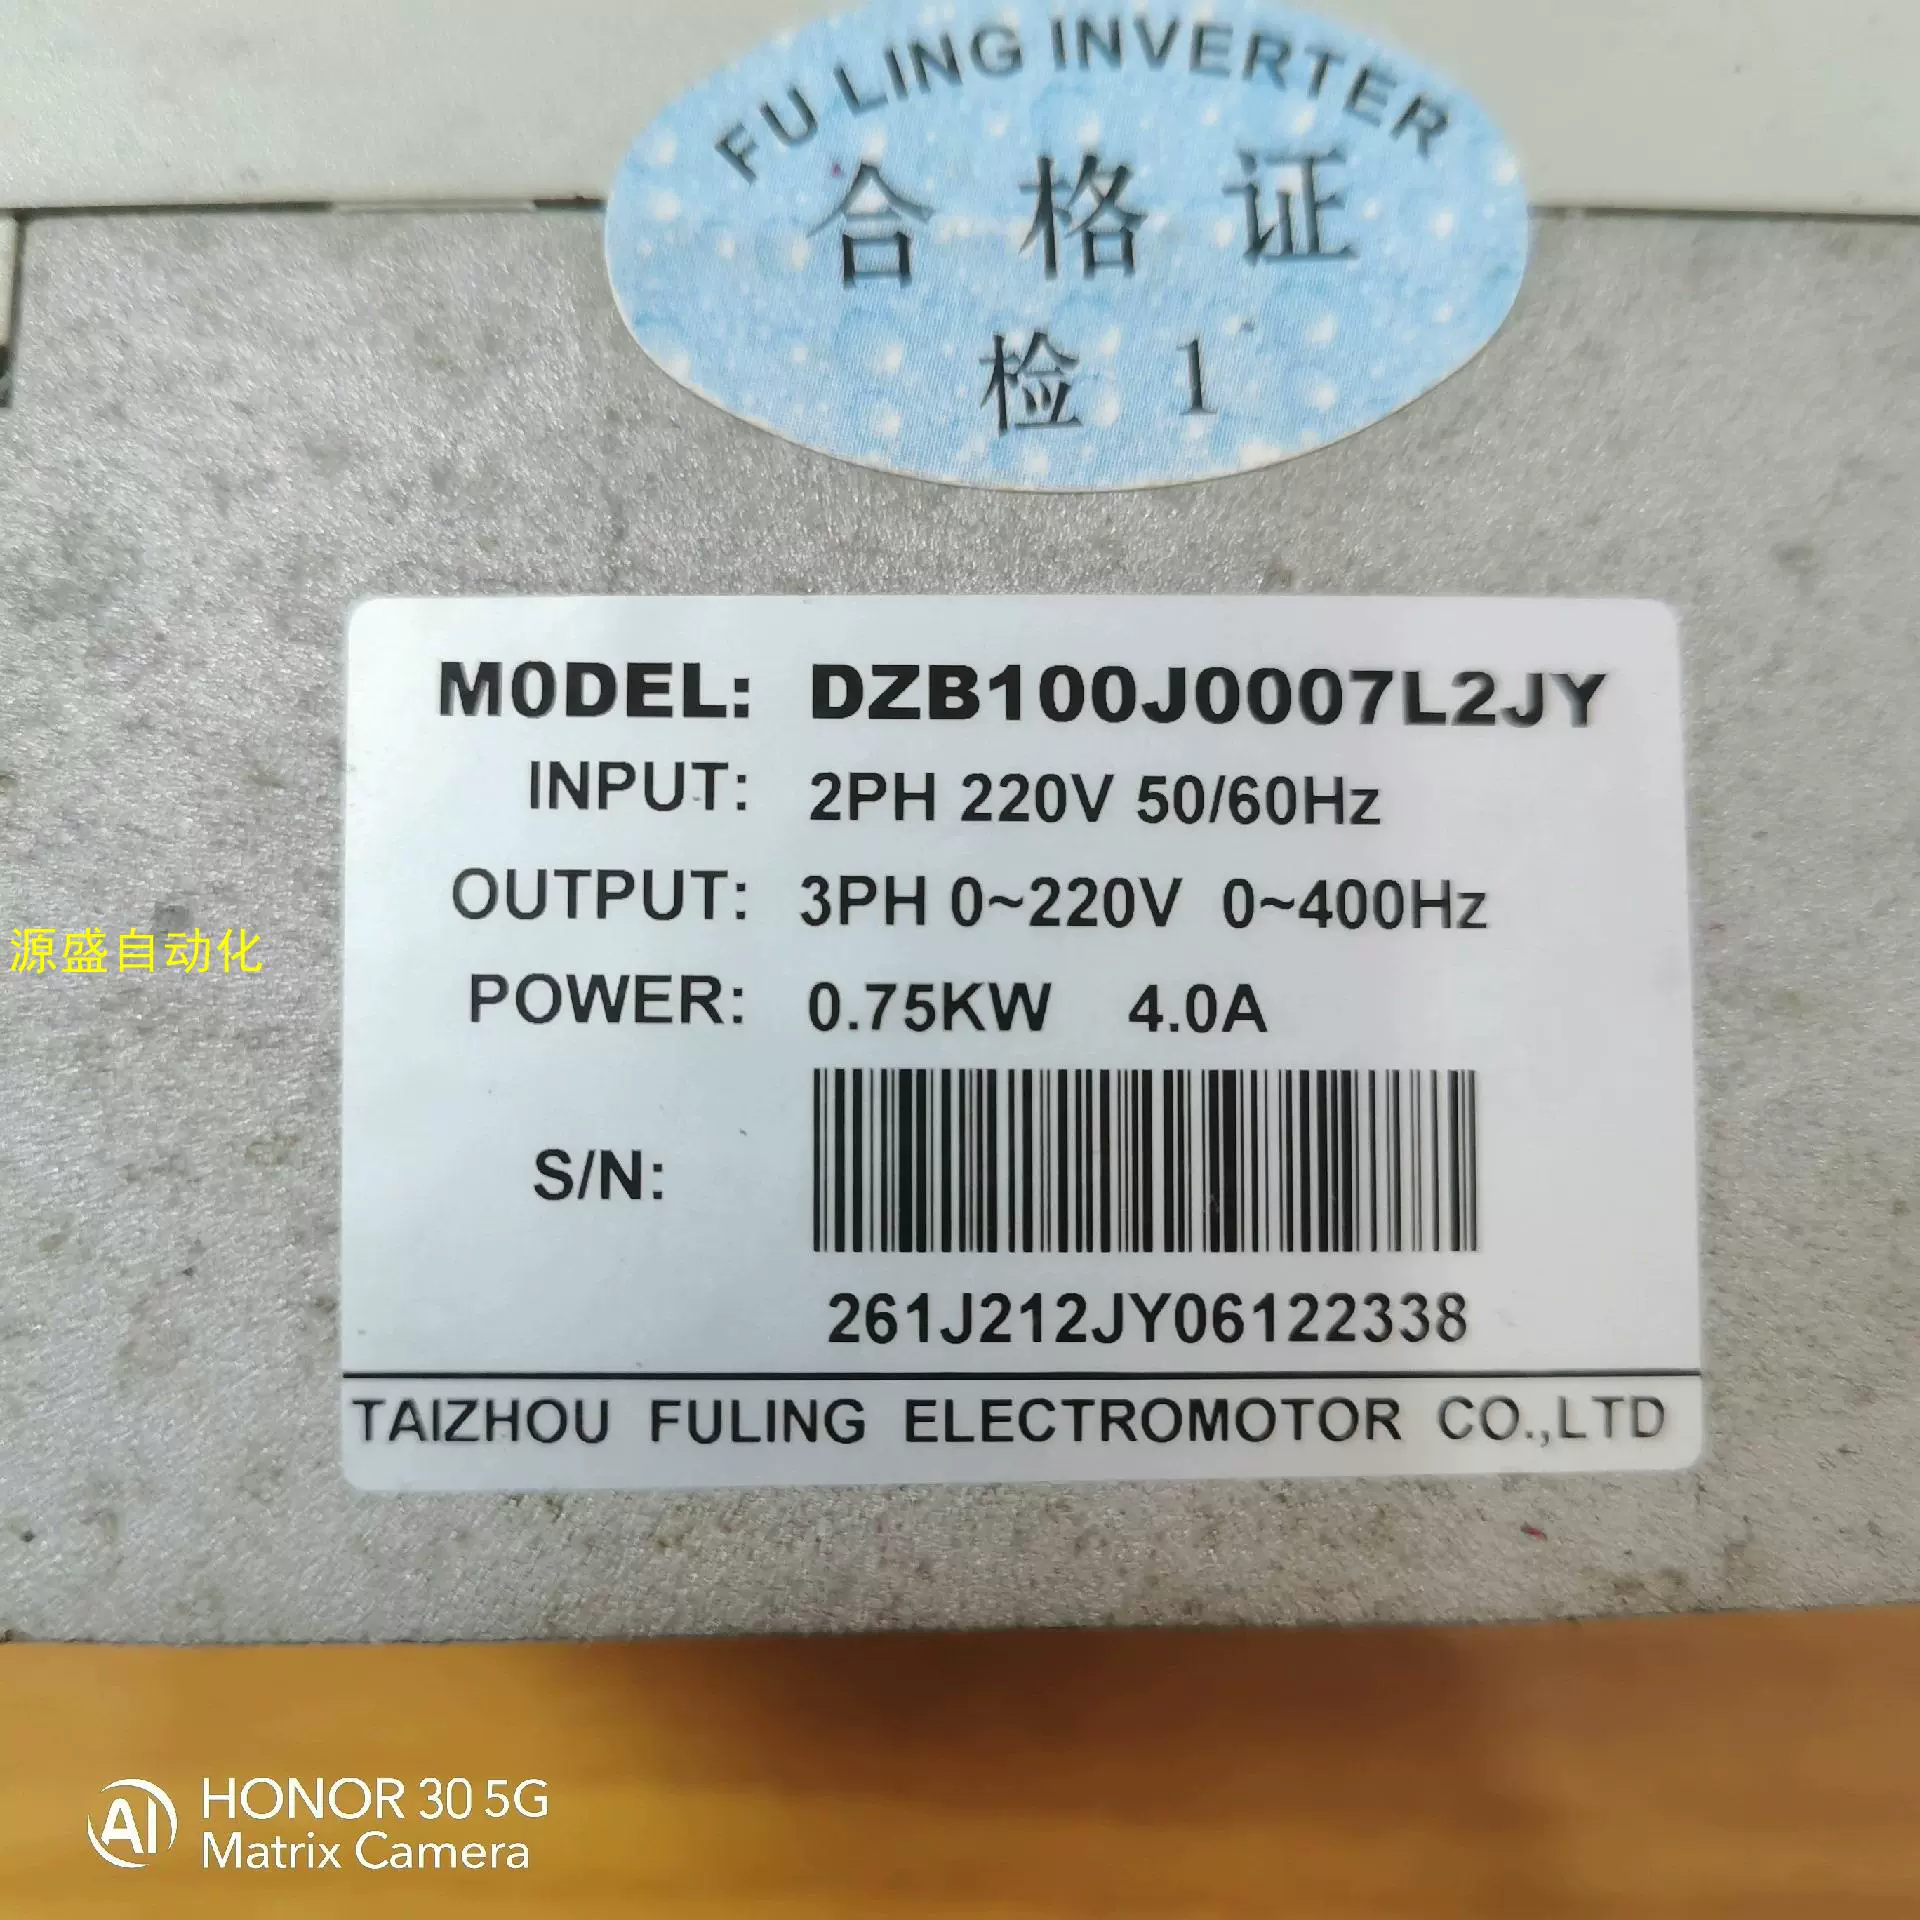 FU LING INVERTER
合格证
检 1
MODEL: DZB100J0007L2JY
INPUT: 2PH 220V 50/60Hz
OUTPUT: 3PH 0~220V 0~400Hz
源盛自动化
POWER: 0.75KW 4.0A
S/N:
261J212JY06122338
TAIZHOU FULING ELECTROMOTOR CO.,LTD
AI HONOR 30 5G
Matrix Camera